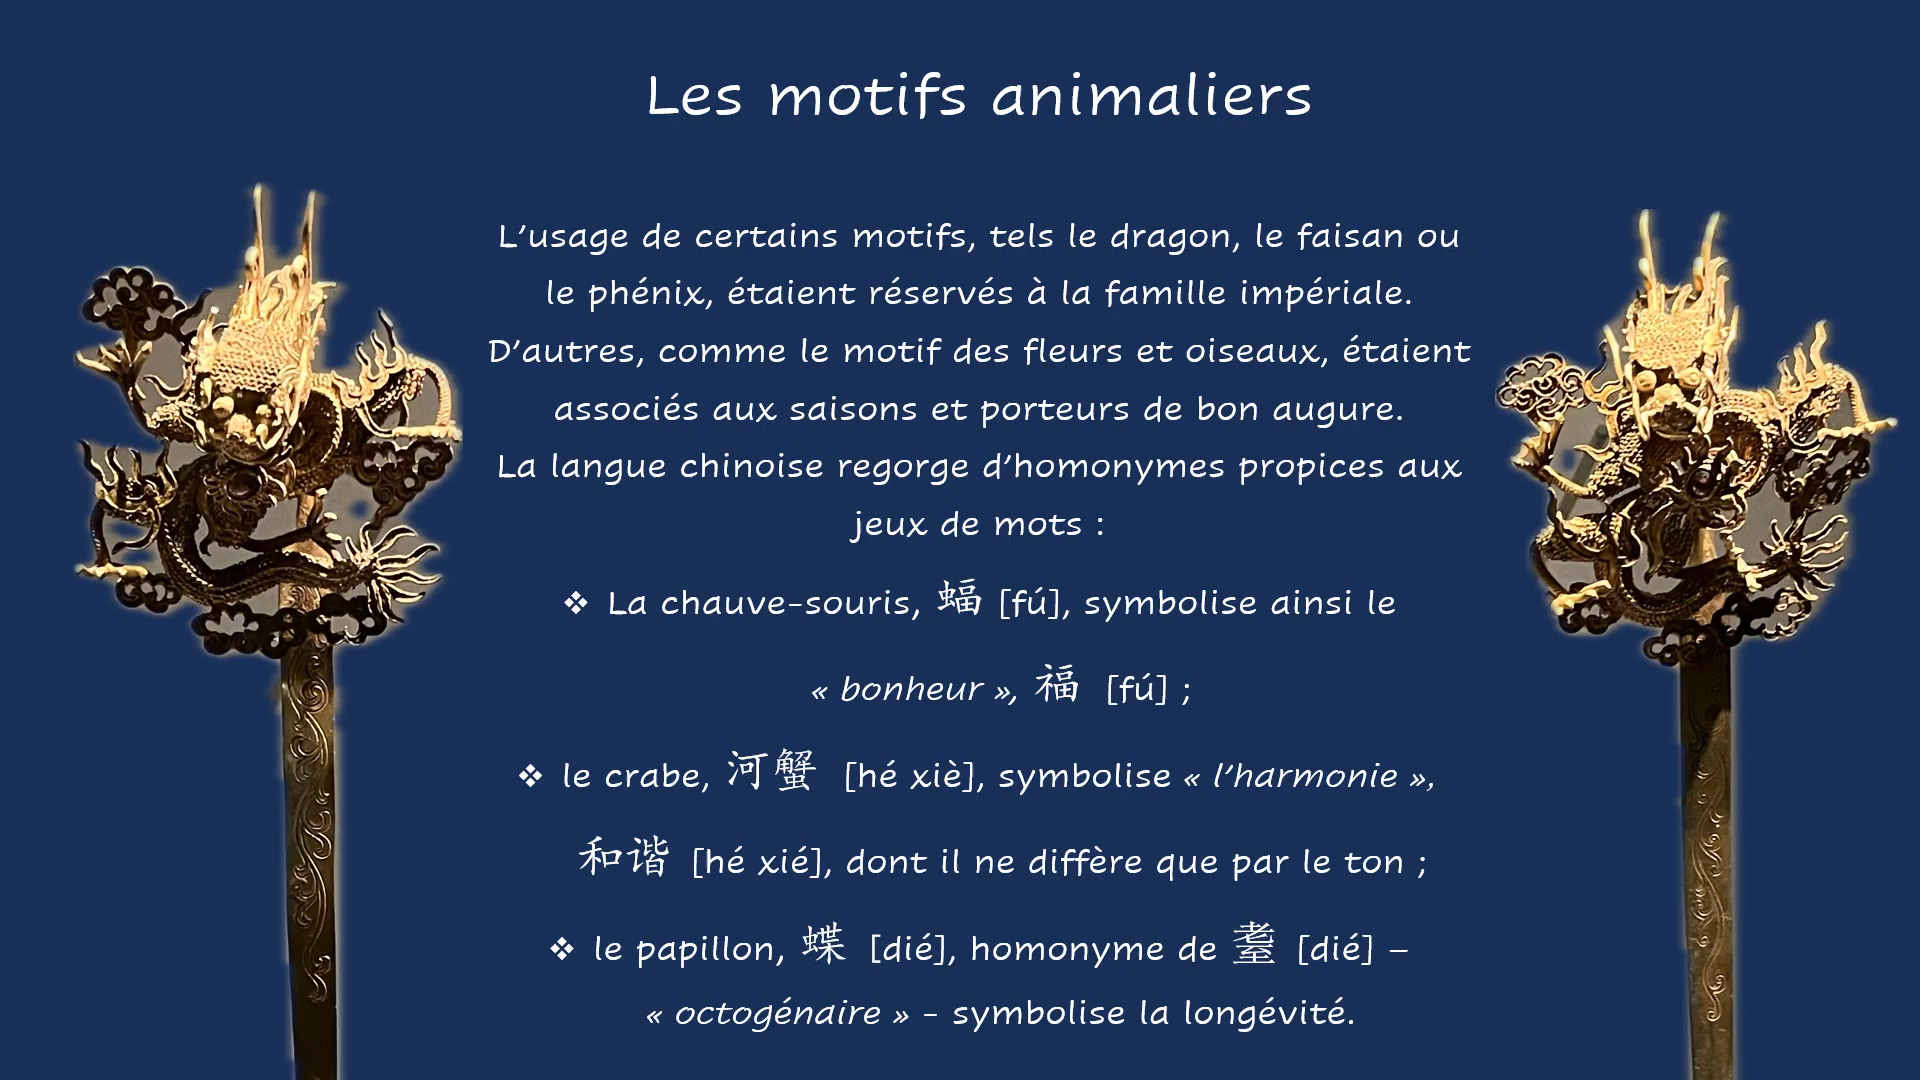 Les motifs animaliers
L’usage de certains motifs, tels le dragon, le faisan ou
le phénix, étaient réservés à la famille impériale.
D’autres, comme le motif des fleurs et oiseaux, étaient
associés aux saisons et porteurs de bon augure.
La langue chinoise regorge d’homonymes propices aux
jeux de mots :
❖ La chauve-souris, 蝠 [fú], symbolise ainsi le
« bonheur », 福 [fú] ;
❖ le crabe, 河蟹 [hé xiè], symbolise « l’harmonie »,
和谐 [hé xié], dont il ne diffère que par le ton ;
❖ le papillon, 蝶 [dié], homonyme de 耋 [dié] –
« octogénaire » - symbolise la longévité.